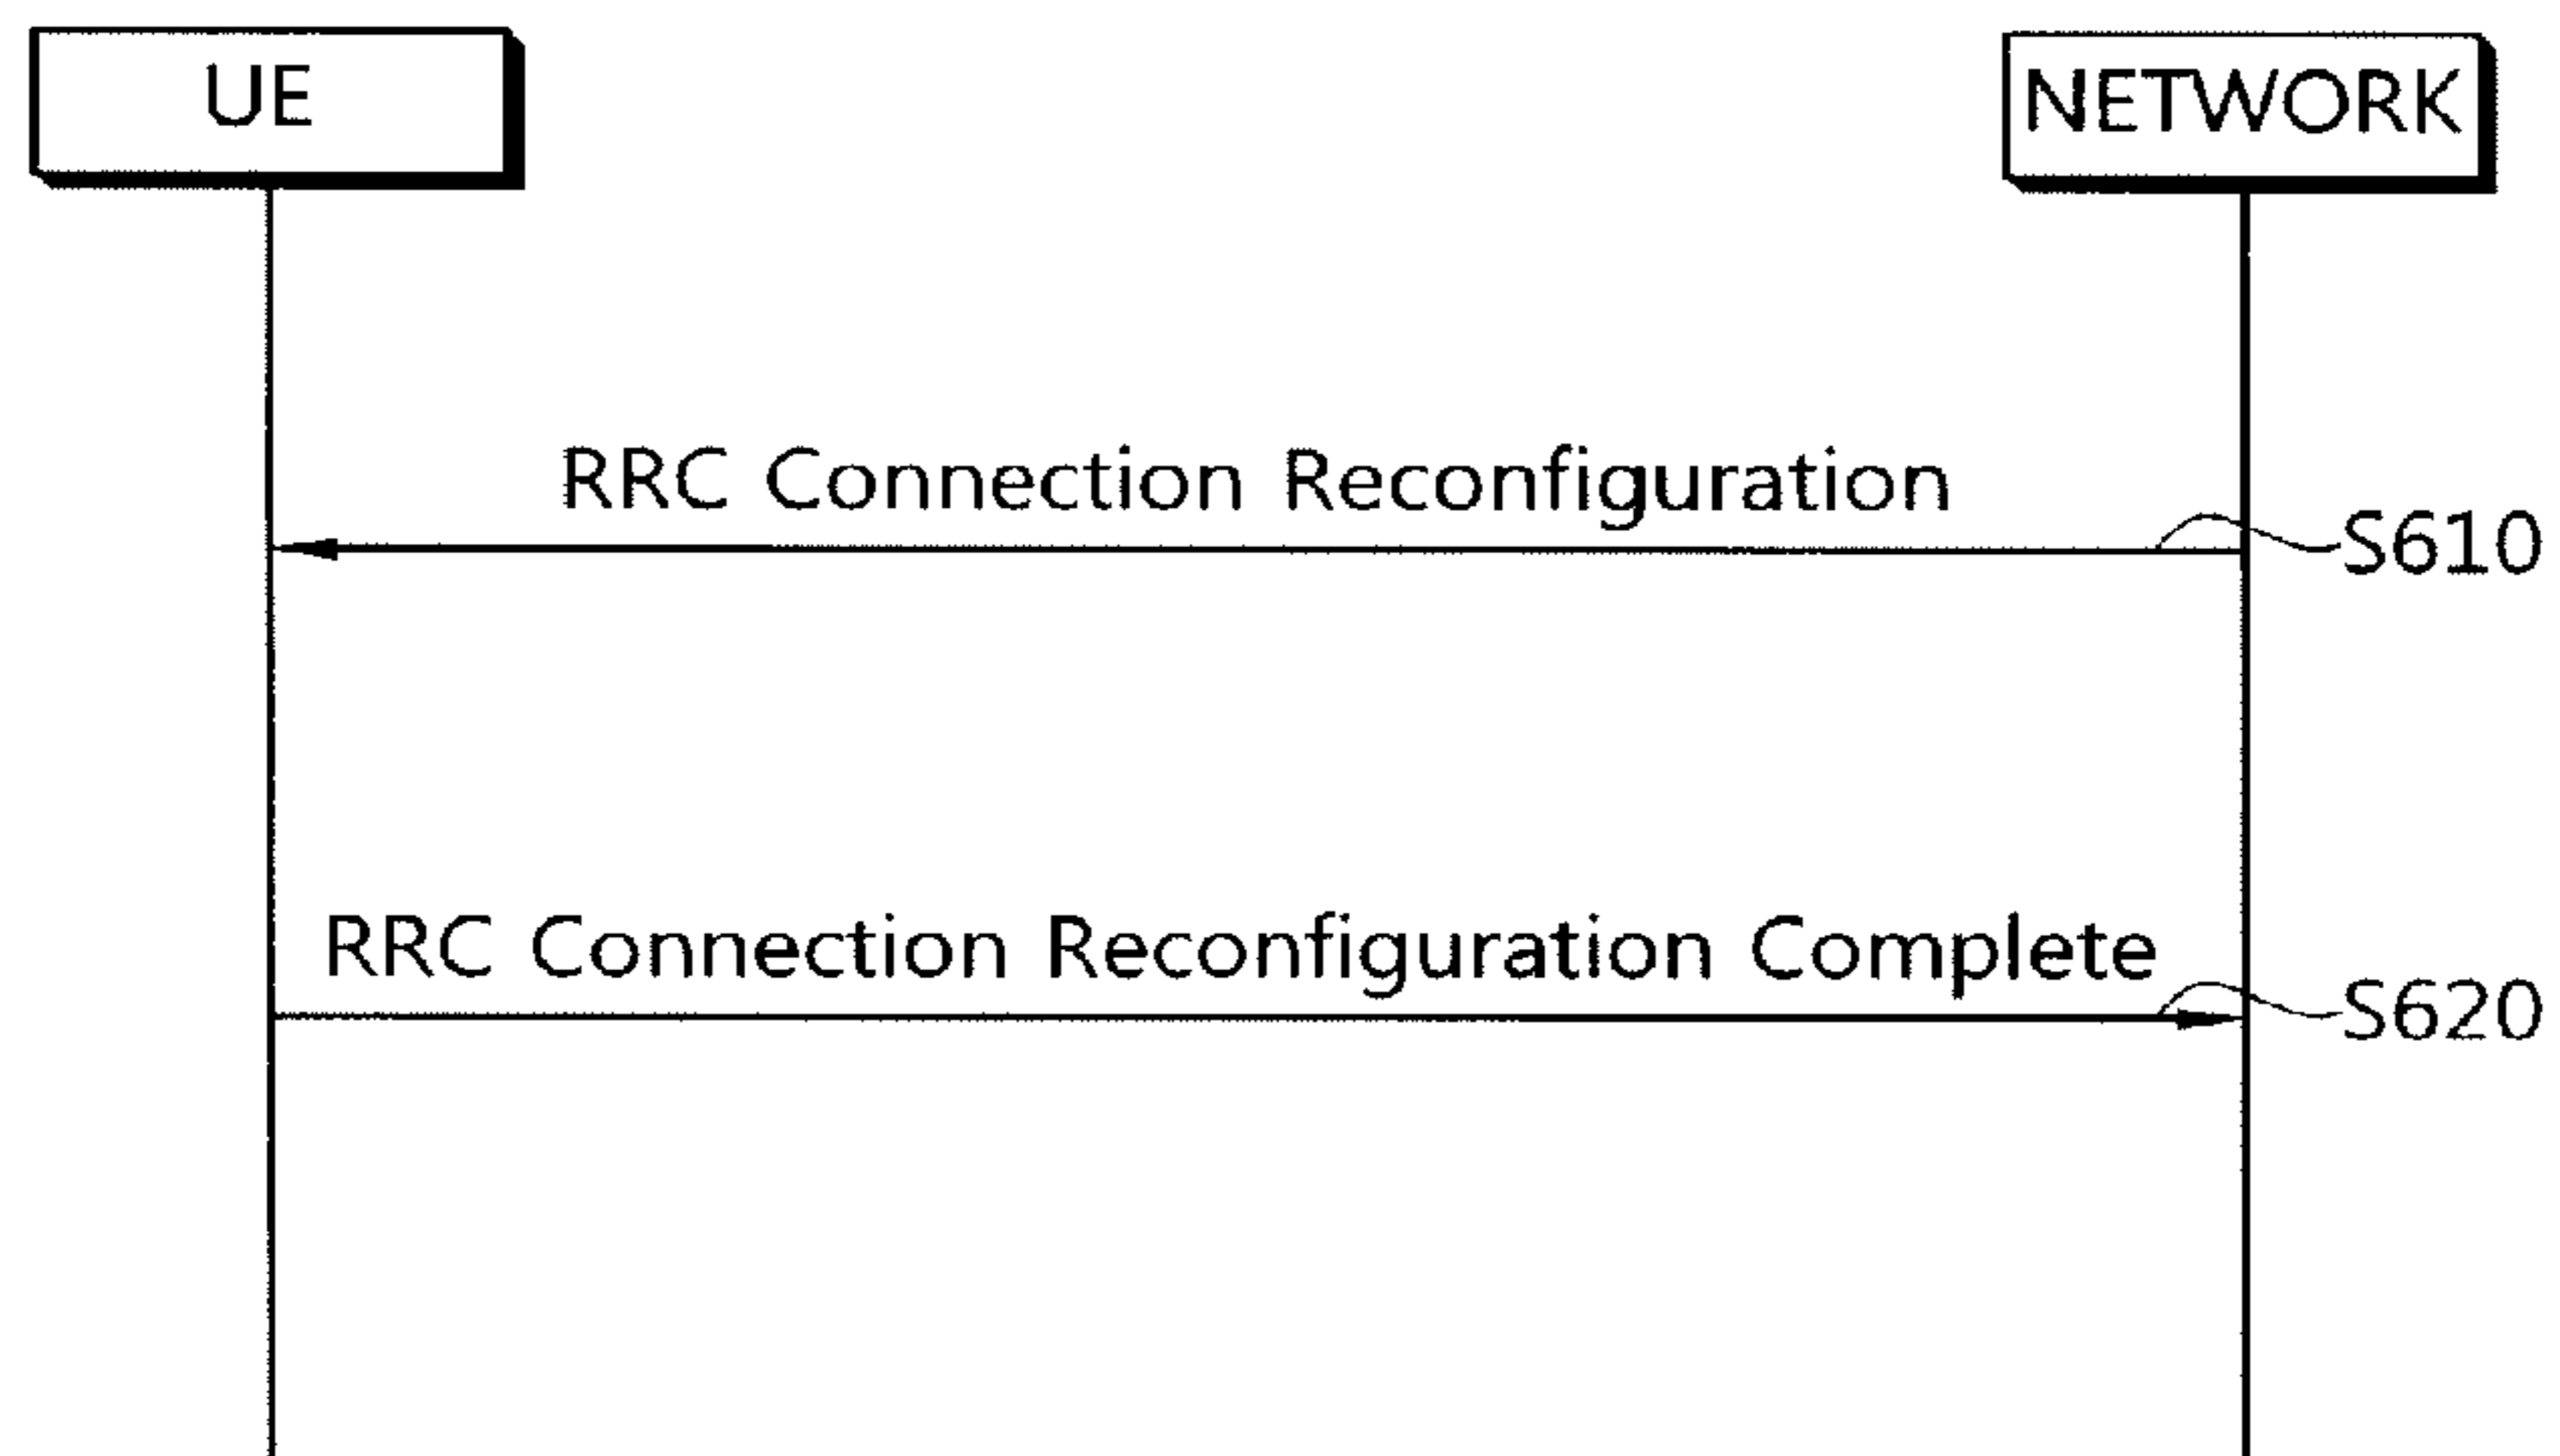 UE
NETWORK
RRC Connection Reconfiguration
S610
RRC Connection Reconfiguration Complete
S620